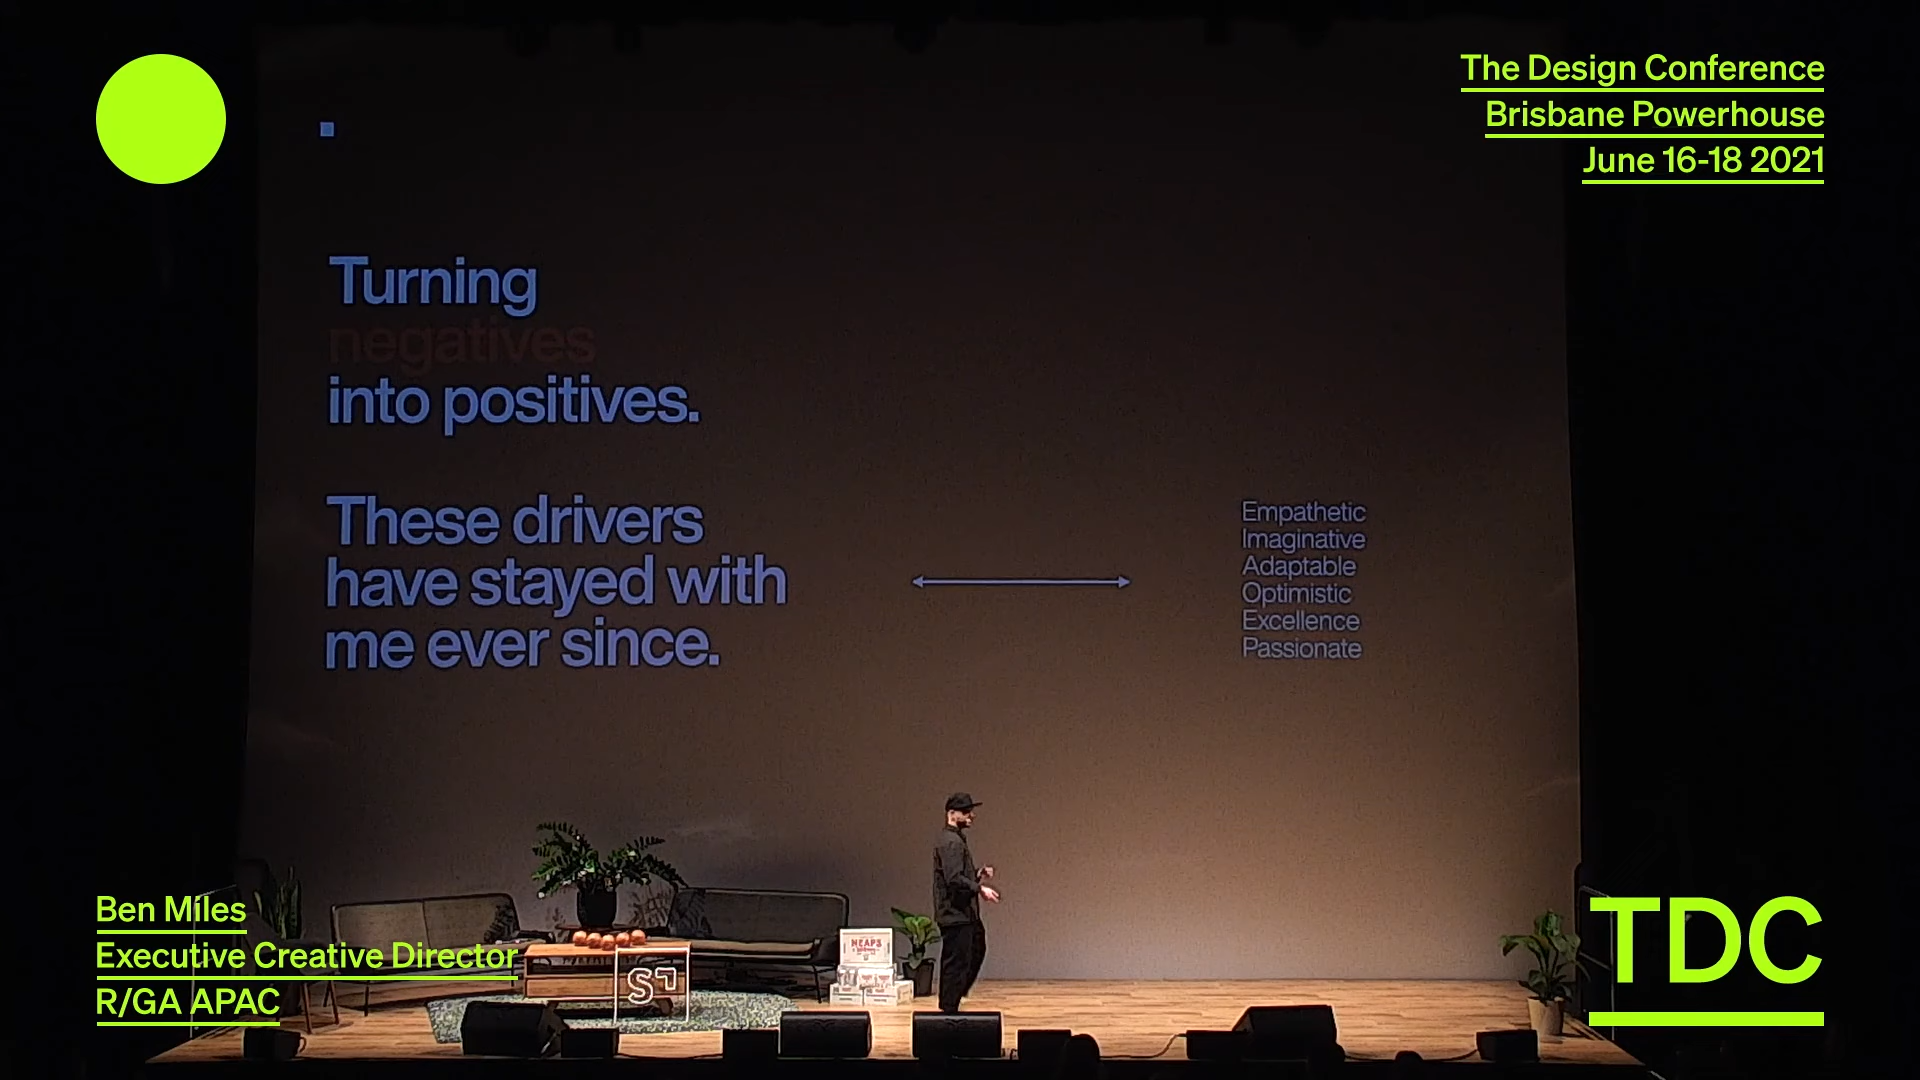 The Design Conference
Brisbane Powerhouse
June 16-18 2021
Turning
negatives
into positives.
These drivers
have stayed with
me ever since.
Empathetic
Imaginative
Adaptable
Optimistic
Excellence
Passionate
Ben Miles
Executive Creative Director
R/GA APAC
HEAPS
TDC